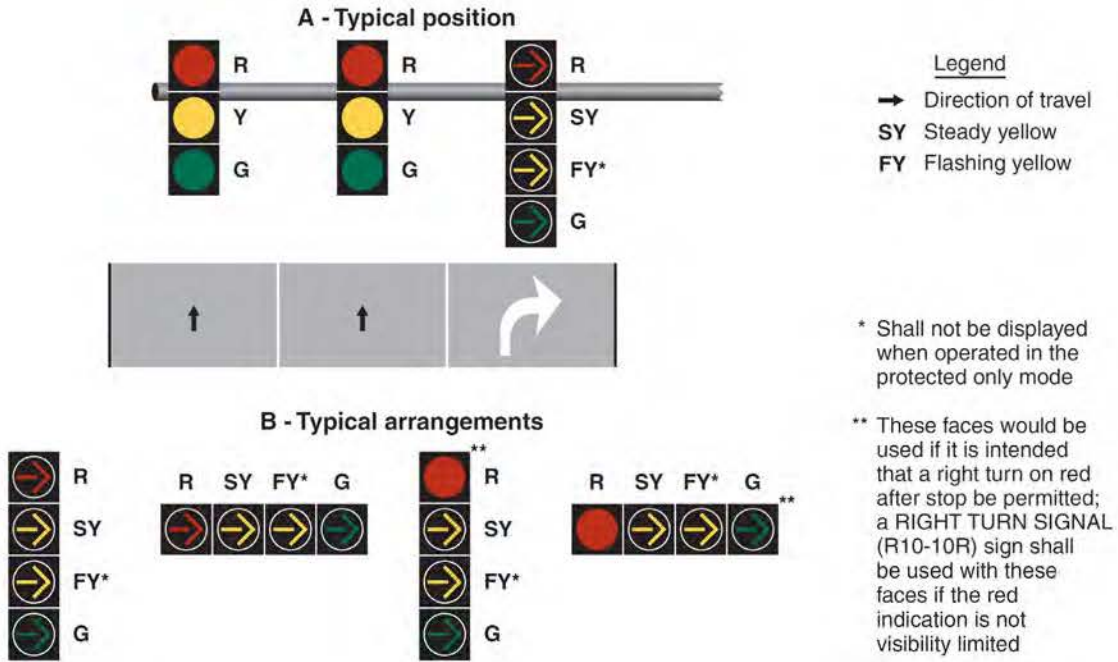 A - Typical position
R
Y
G
R
Y
G
R
SY
FY*
G
Legend
Direction of travel
SY Steady yellow
FY Flashing yellow
* Shall not be displayed
when operated in the
protected only mode
B - Typical arrangements
R
SY
FY*
G
R SY FY* G
**
R
SY
FY*
G
R SY FY* G
**
** These faces would be
used if it is intended
that a right turn on red
after stop be permitted;
a RIGHT TURN SIGNAL
(R10-10R) sign shall
be used with these
faces if the red
indication is not
visibility limited